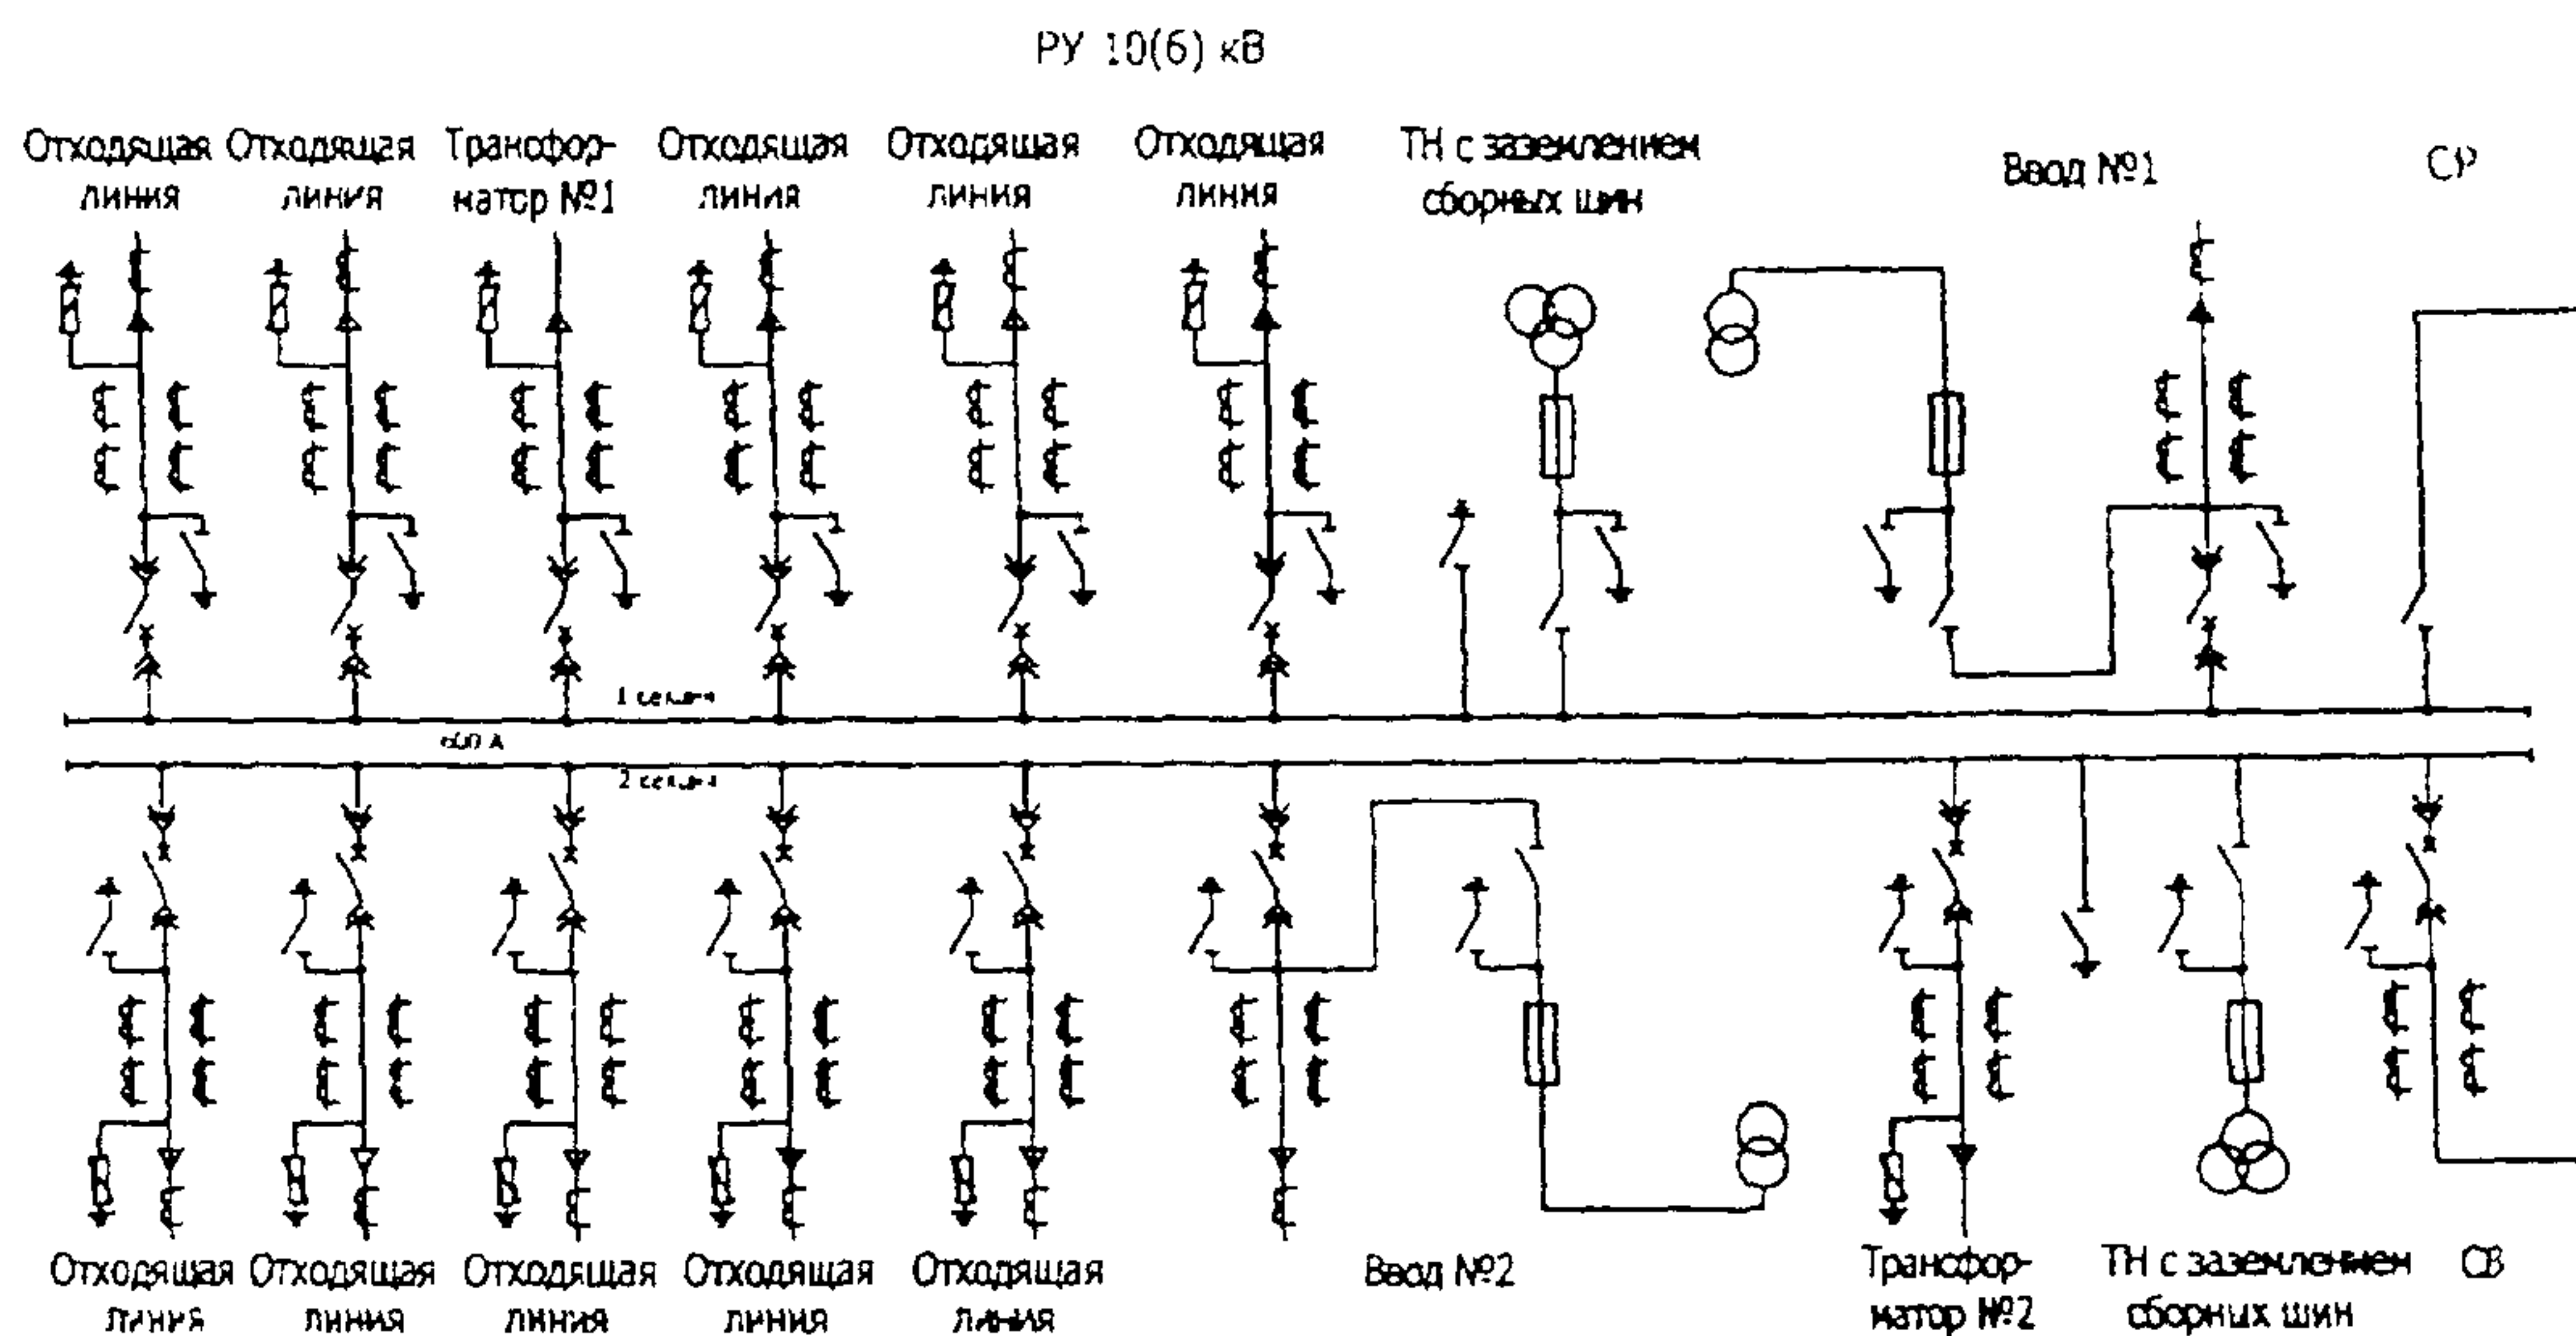 РУ 10(6) кВ
Отходящая Отходящая Трансфор- Отходящая Отходящая Отходящая ТН с заземлением Ввод №1 СР
линия линия матор №1 линия линия линия сборных шин
1 секция
600 А
2 секция
Отходящая Отходящая Отходящая Отходящая Отходящая Ввод №2 Трансфор- ТН с заземлением СВ
линия линия линия линия линия матор №2 сборных шин